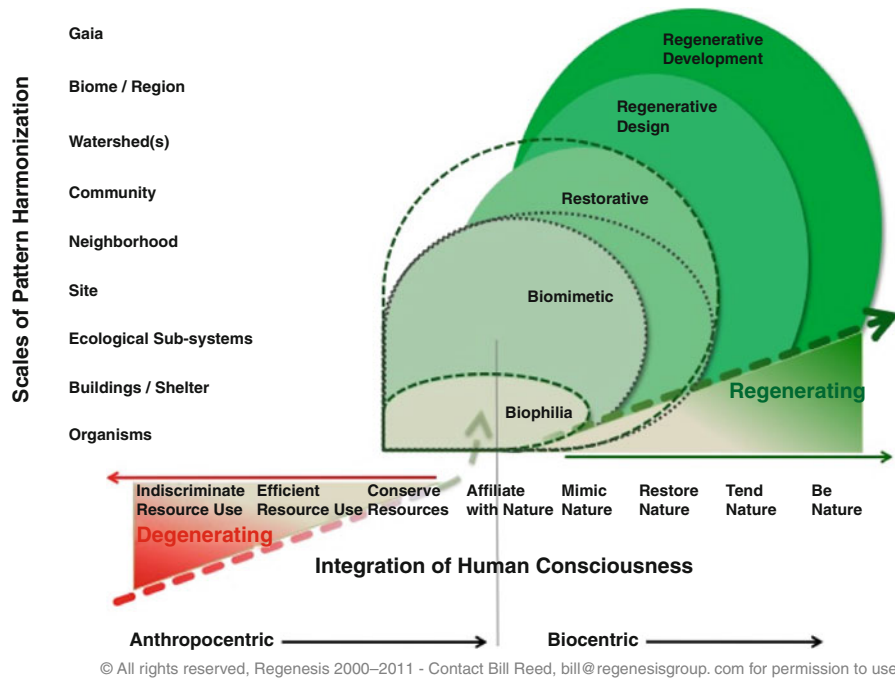 Scales of Pattern Harmonization
Gaia
Biome / Region
Watershed(s)
Community
Neighborhood
Site
Ecological Sub-systems
Buildings / Shelter
Organisms
Regenerative
Development
Regenerative
Design
Restorative
Biomimetic
Biophilia
Regenerating
Indiscriminate
Resource Use
Efficient
Resource Use
Conserve
Resources
Affiliate
with Nature
Mimic
Nature
Restore
Nature
Tend
Nature
Be
Nature
Degenerating
Integration of Human Consciousness
Anthropocentric
Biocentric
© All rights reserved, Regenesis 2000–2011 - Contact Bill Reed, bill@regenesisgroup. com for permission to use